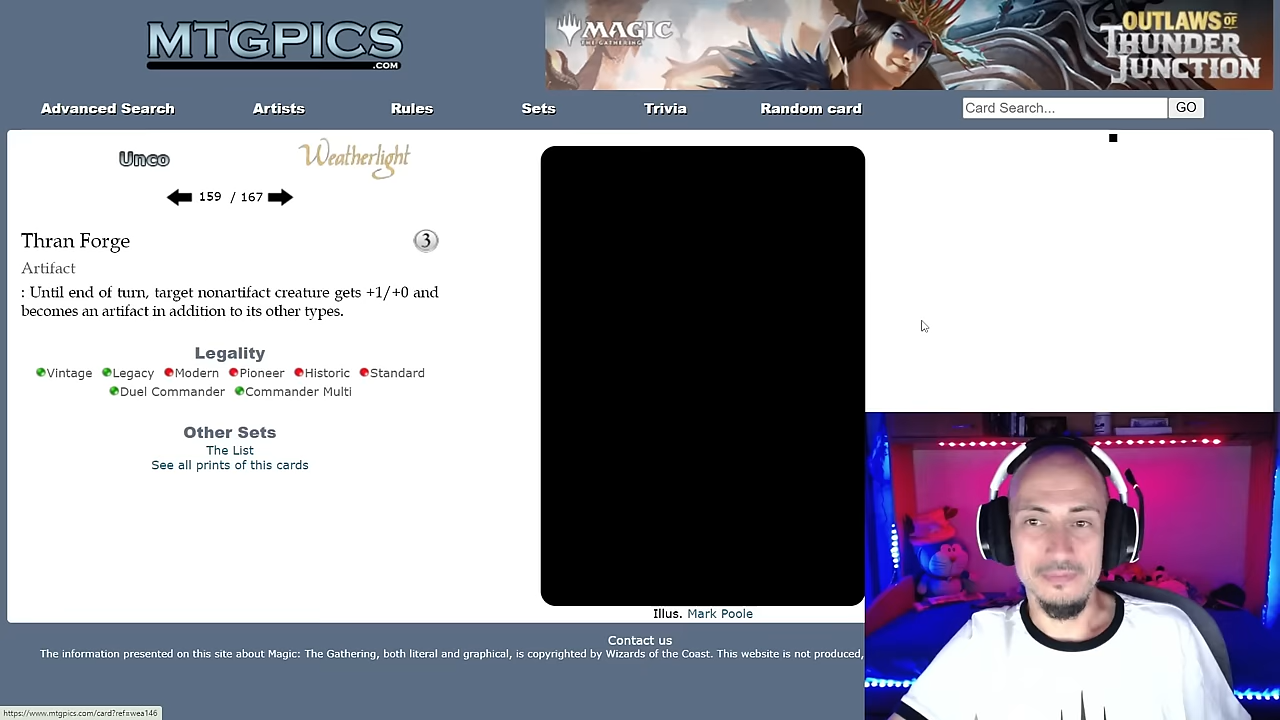 MTGPICS
.COM
MAGIC
THE GATHERING
OUTLAWS OF
THUNDER
JUNCTION
Advanced Search
Artists
Rules
Sets
Trivia
Random card
Card Search...
GO
Unco
Weatherlight
159 / 167
Thran Forge
3
Artifact
: Until end of turn, target nonartifact creature gets +1/+0 and
becomes an artifact in addition to its other types.
Legality
Vintage Legacy Modern Pioneer Historic Standard
Duel Commander Commander Multi
Other Sets
The List
See all prints of this cards
Illus. Mark Poole
Contact us
The information presented on this site about Magic: The Gathering, both literal and graphical, is copyrighted by Wizards of the Coast. This website is not produced,
https://www.mtgpics.com/card?ref=wea146